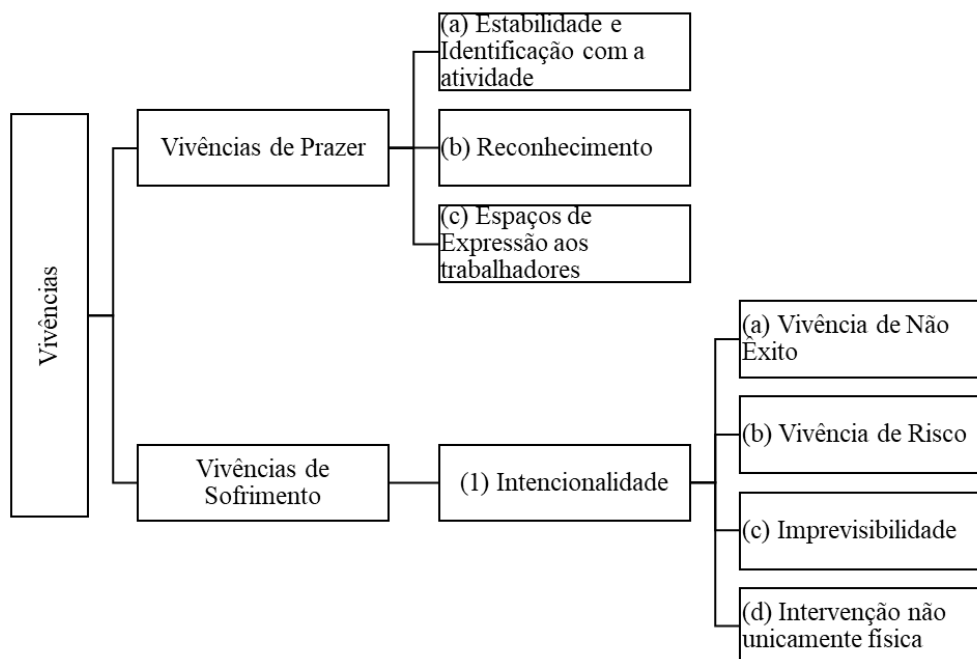 Vivências
Vivências de Prazer
(a) Estabilidade e
Identificação com a
atividade
(b) Reconhecimento
(c) Espaços de
Expressão aos
trabalhadores
Vivências de
Sofrimento
(1) Intencionalidade
(a) Vivência de Não
Êxito
(b) Vivência de Risco
(c) Imprevisibilidade
(d) Intervenção não
unicamente física